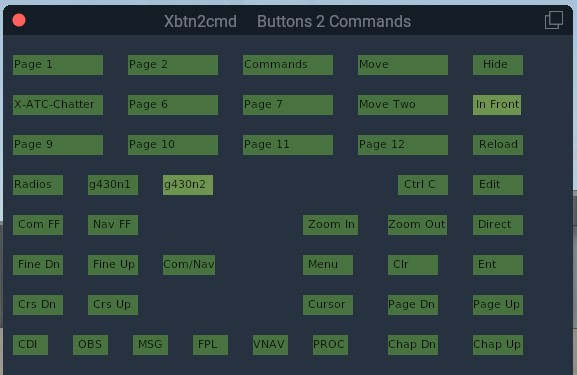 Xbtn2cmd Buttons 2 Commands
Page 1 Page 2 Commands Move Hide
X-ATC-Chatter Page 6 Page 7 Move Two In Front
Page 9 Page 10 Page 11 Page 12 Reload
Radios g430n1 g430n2 Ctrl C Edit
Com FF Nav FF Zoom In Zoom Out Direct
Fine Dn Fine Up Com/Nav Menu Clr Ent
Crs Dn Crs Up Cursor Page Dn Page Up
CDI OBS MSG FPL VNAV PROC Chap Dn Chap Up